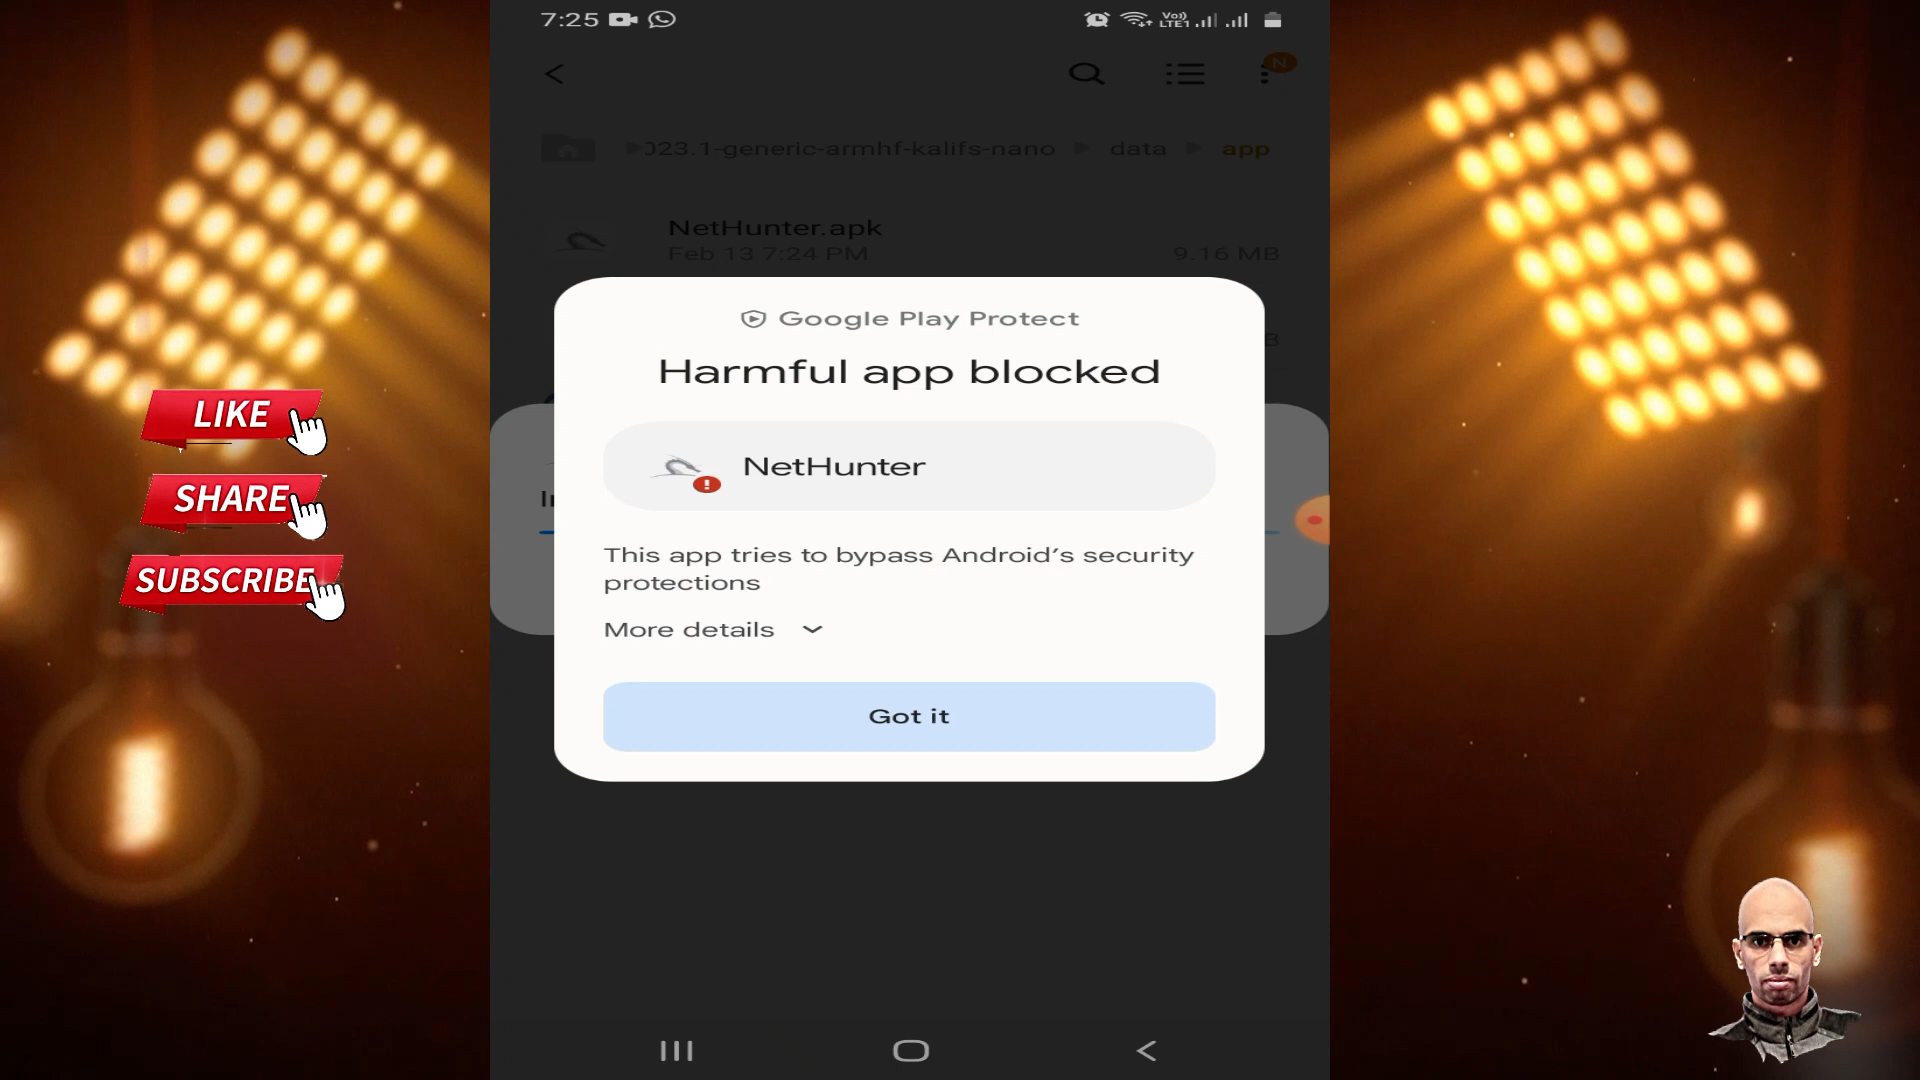 7:25
Vo))
LTE1
N
023.1-generic-armhf-kalifs-nano
data
app
NetHunter.apk
Feb 13 7:24 PM
9.16 MB
Google Play Protect
Harmful app blocked
NetHunter
This app tries to bypass Android's security
protections
More details
Got it
LIKE
SHARE
SUBSCRIBE